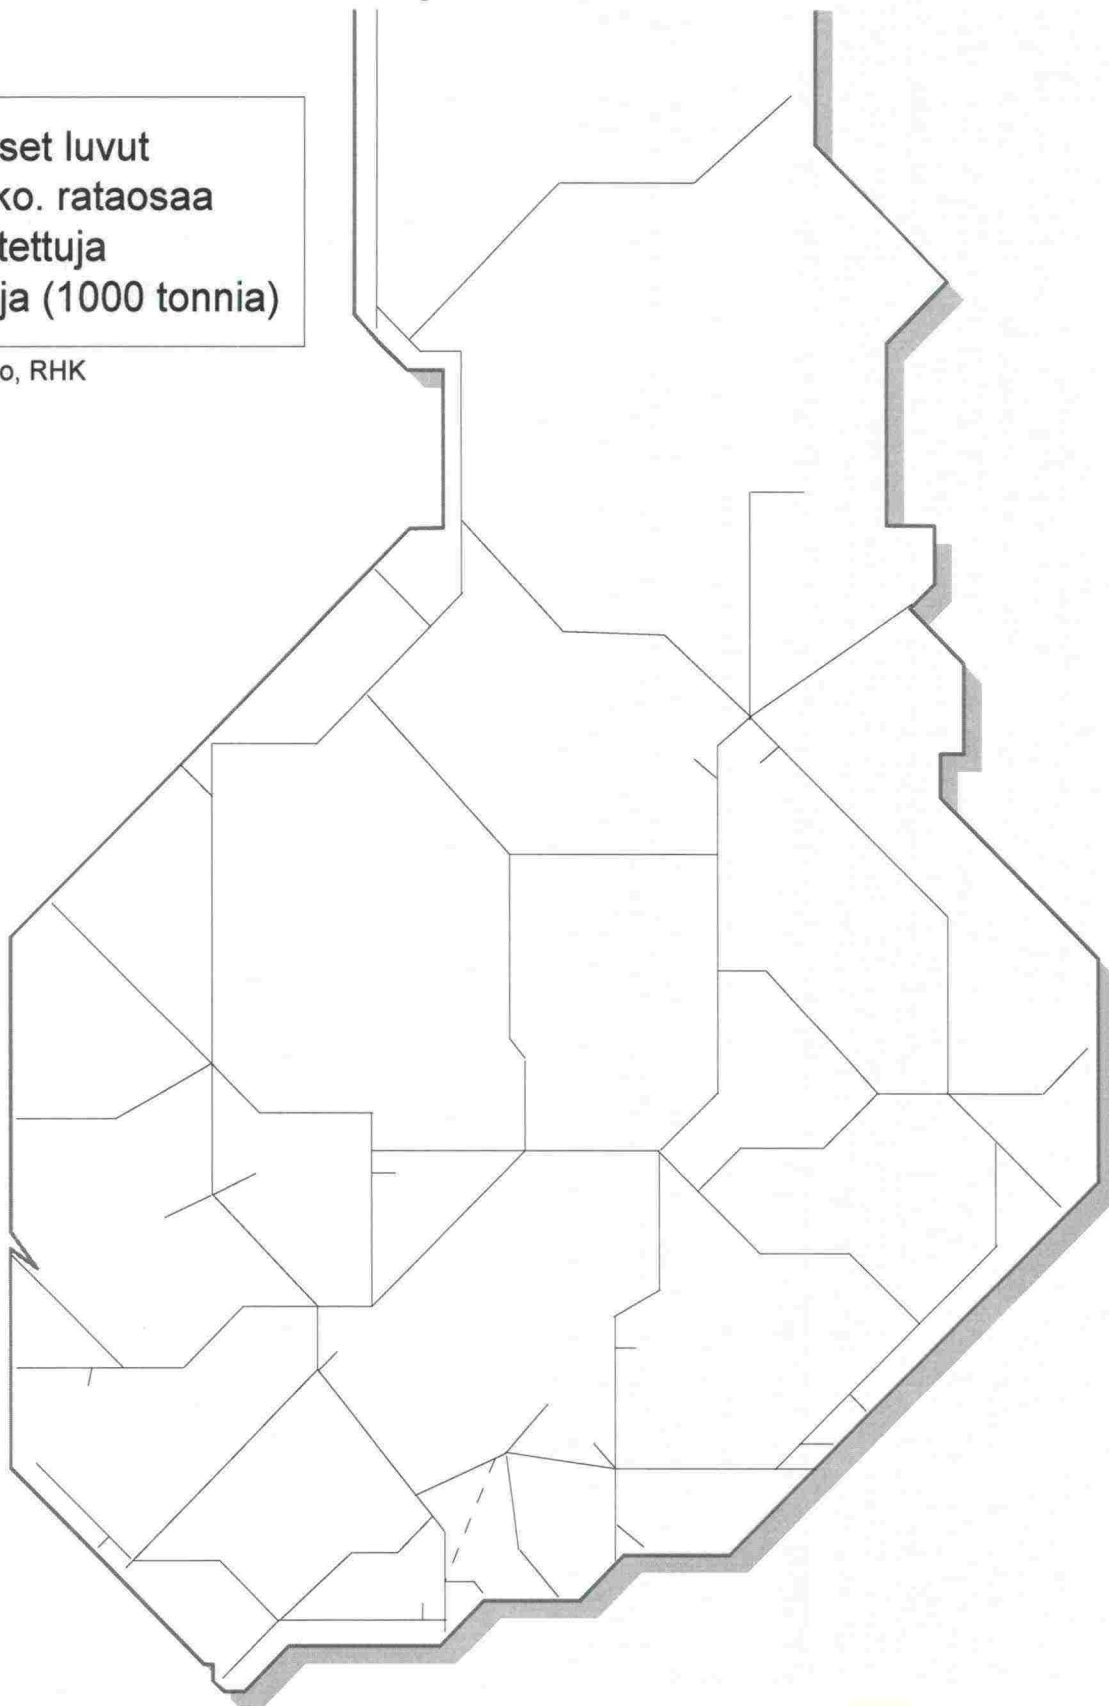 set luvut
ko. rataosaa
tettuja
ja (1000 tonnia)
o, RHK